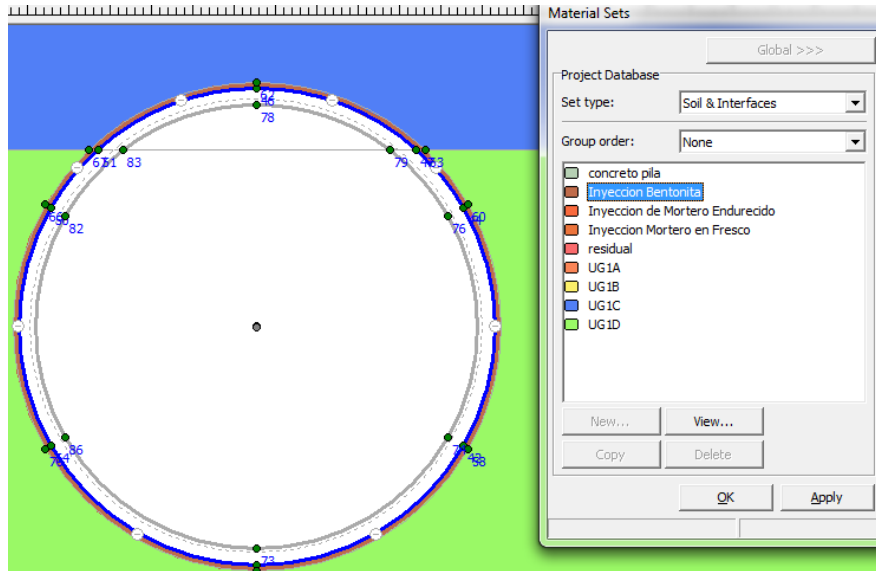 Material Sets
Global >>>
Project Database
Set type: Soil & Interfaces
Group order: None
concreto pila
Inyeccion Bentonita
Inyeccion de Mortero Endurecido
Inyeccion Mortero en Fresco
residual
UG1A
UG1B
UG1C
UG1D
New... View...
Copy Delete
OK Apply
78
83 79
82 76 60
86
73